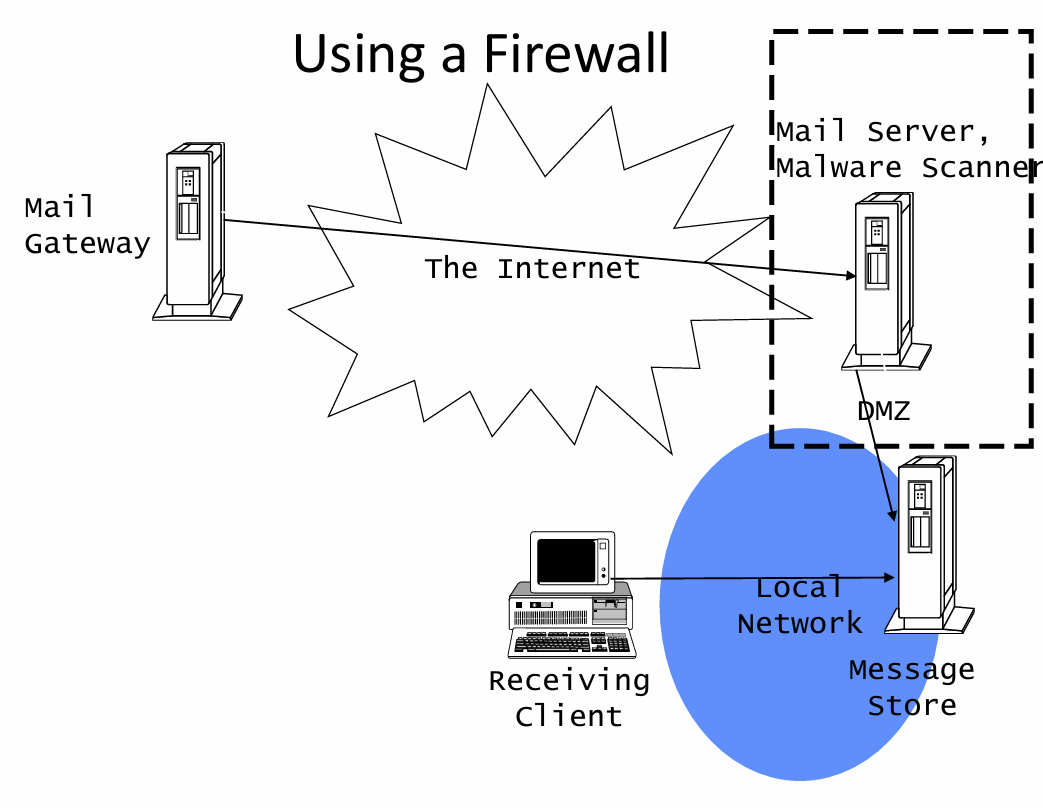 Using a Firewall
Mail Server,
Malware Scanner
Mail
Gateway
The Internet
DMZ
Local
Network
Receiving
Client
Message
Store